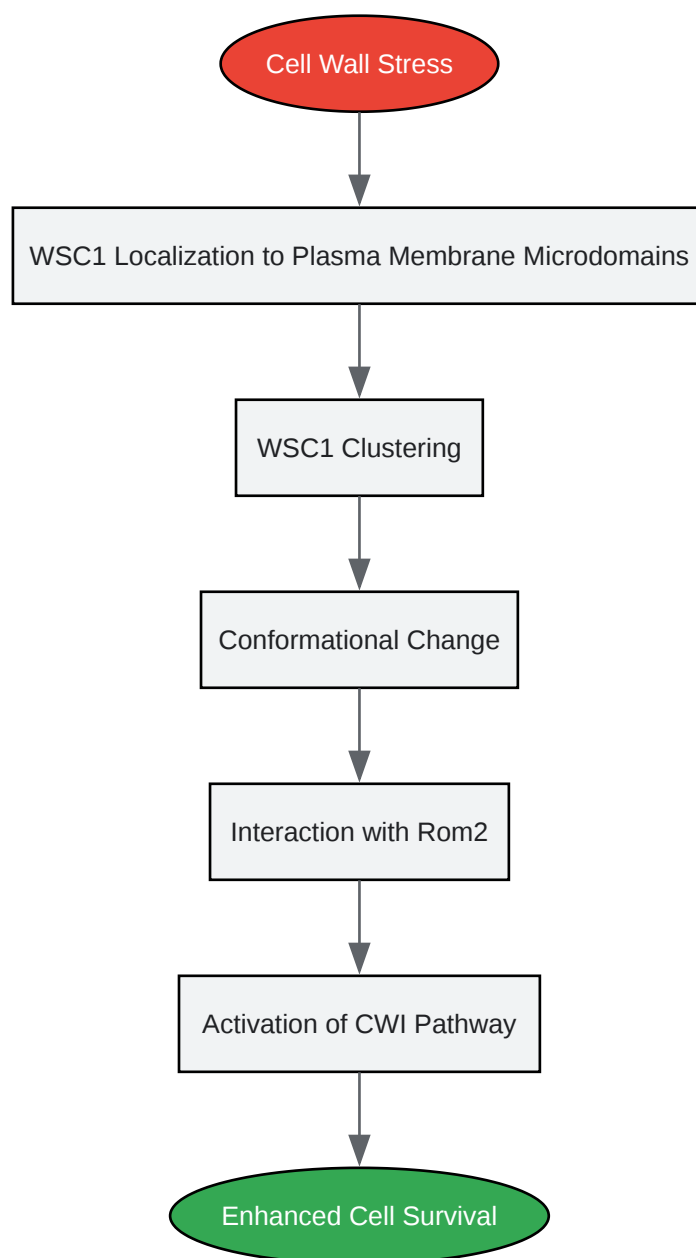 Cell Wall Stress
WSC1 Localization to Plasma Membrane Microdomains
WSC1 Clustering
Conformational Change
Interaction with Rom2
Activation of CWI Pathway
Enhanced Cell Survival